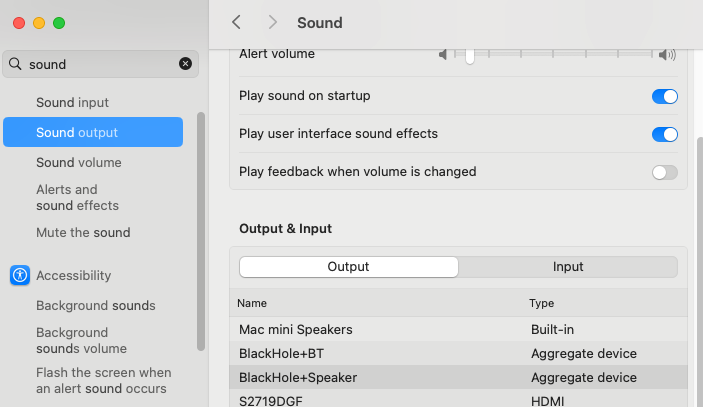 Sound
sound
Sound input
Sound output
Sound volume
Alerts and
sound effects
Mute the sound
Accessibility
Background sounds
Background
sounds volume
Flash the screen when
an alert sound occurs
Alert volume
Play sound on startup
Play user interface sound effects
Play feedback when volume is changed
Output & Input
Output Input
Name Type
Mac mini Speakers Built-in
BlackHole+BT Aggregate device
BlackHole+Speaker Aggregate device
S2719DGF HDMI